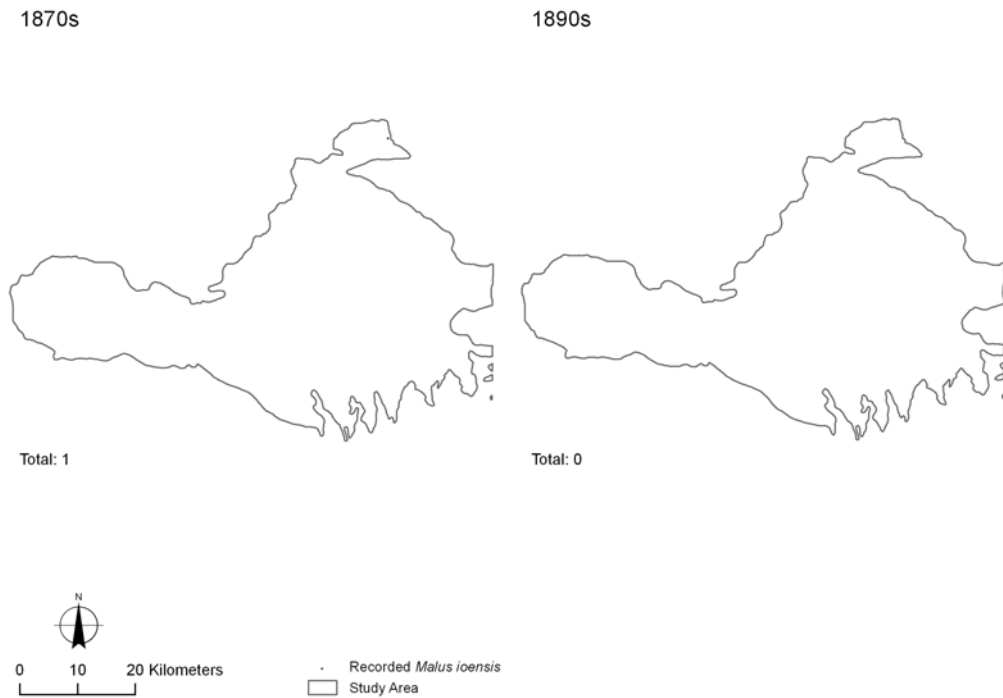 1870s
1890s
Total: 1
Total: 0
N
0 10 20 Kilometers
Recorded Malus ioensis
Study Area